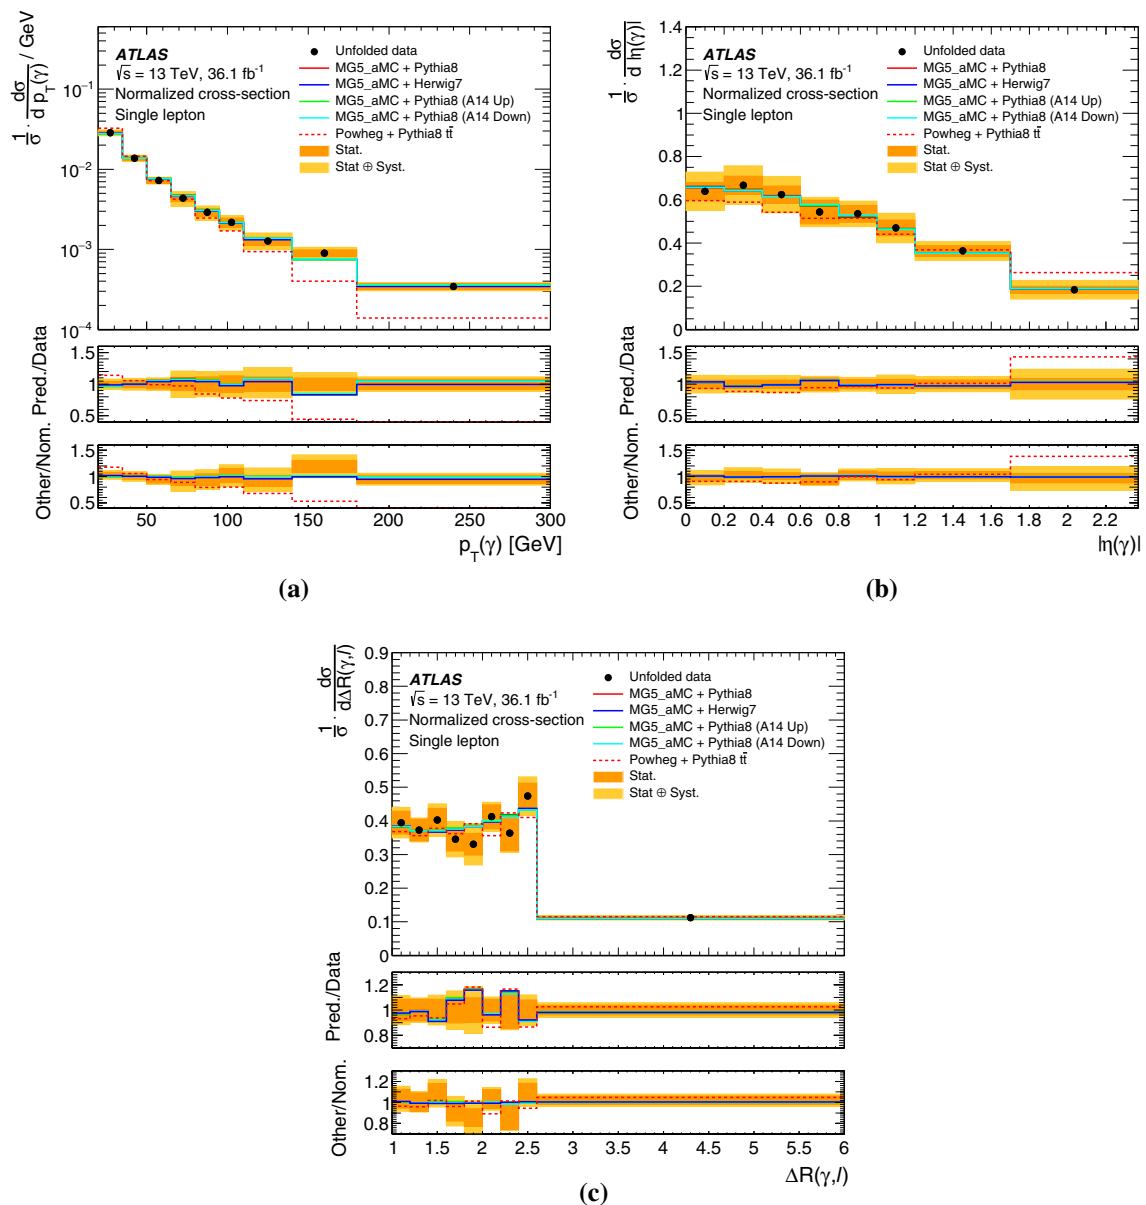 1/σ · dσ/d p_T(γ) / GeV
ATLAS
√s = 13 TeV, 36.1 fb⁻¹
Normalized cross-section
Single lepton
Unfolded data
MG5_aMC + Pythia8
MG5_aMC + Herwig7
MG5_aMC + Pythia8 (A14 Up)
MG5_aMC + Pythia8 (A14 Down)
Powheg + Pythia8 tt̄
Stat.
Stat ⊕ Syst.
10⁻¹
10⁻²
10⁻³
10⁻⁴
Pred./Data
1.5
1
0.5
Other/Nom.
1.5
1
0.5
50 100 150 200 250 300
p_T(γ) [GeV]
(a)
1/σ · dσ/d |η(γ)|
ATLAS
√s = 13 TeV, 36.1 fb⁻¹
Normalized cross-section
Single lepton
Unfolded data
MG5_aMC + Pythia8
MG5_aMC + Herwig7
MG5_aMC + Pythia8 (A14 Up)
MG5_aMC + Pythia8 (A14 Down)
Powheg + Pythia8 tt̄
Stat.
Stat ⊕ Syst.
1.4
1.2
1
0.8
0.6
0.4
0.2
0
Pred./Data
1.5
1
0.5
Other/Nom.
1.5
1
0.5
0 0.2 0.4 0.6 0.8 1 1.2 1.4 1.6 1.8 2 2.2
|η(γ)|
(b)
1/σ · dσ/dΔR(γ,l)
ATLAS
√s = 13 TeV, 36.1 fb⁻¹
Normalized cross-section
Single lepton
Unfolded data
MG5_aMC + Pythia8
MG5_aMC + Herwig7
MG5_aMC + Pythia8 (A14 Up)
MG5_aMC + Pythia8 (A14 Down)
Powheg + Pythia8 tt̄
Stat.
Stat ⊕ Syst.
0.9
0.8
0.7
0.6
0.5
0.4
0.3
0.2
0.1
0
Pred./Data
1.2
1
0.8
Other/Nom.
1.2
1
0.8
1 1.5 2 2.5 3 3.5 4 4.5 5 5.5 6
ΔR(γ,l)
(c)